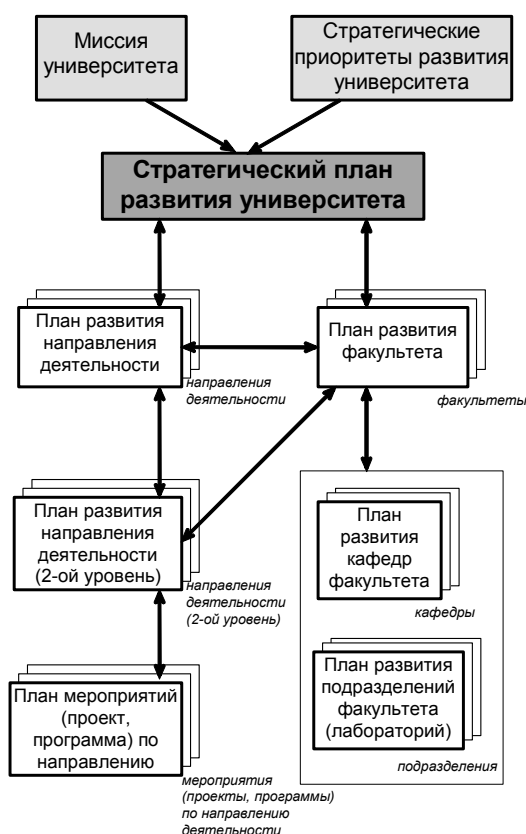 Миссия
университета
Стратегические
приоритеты развития
университета
Стратегический план
развития университета
План развития
направления
деятельности
направления
деятельности
План развития
факультета
факультеты
План развития
направления
деятельности
(2-ой уровень)
направления
деятельности
(2-ой уровень)
План
развития
кафедр
факультета
кафедры
План мероприятий
(проект,
программа) по
направлению
мероприятия
(проекты, программы)
по направлению
деятельности
План развития
подразделений
факультета
(лабораторий)
подразделения